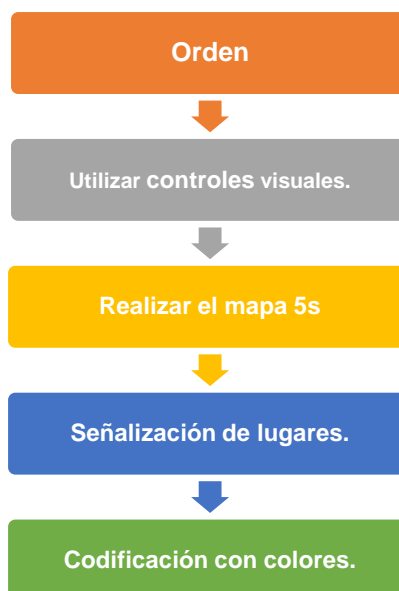 Orden
Utilizar controles visuales.
Realizar el mapa 5s
Señalización de lugares.
Codificación con colores.